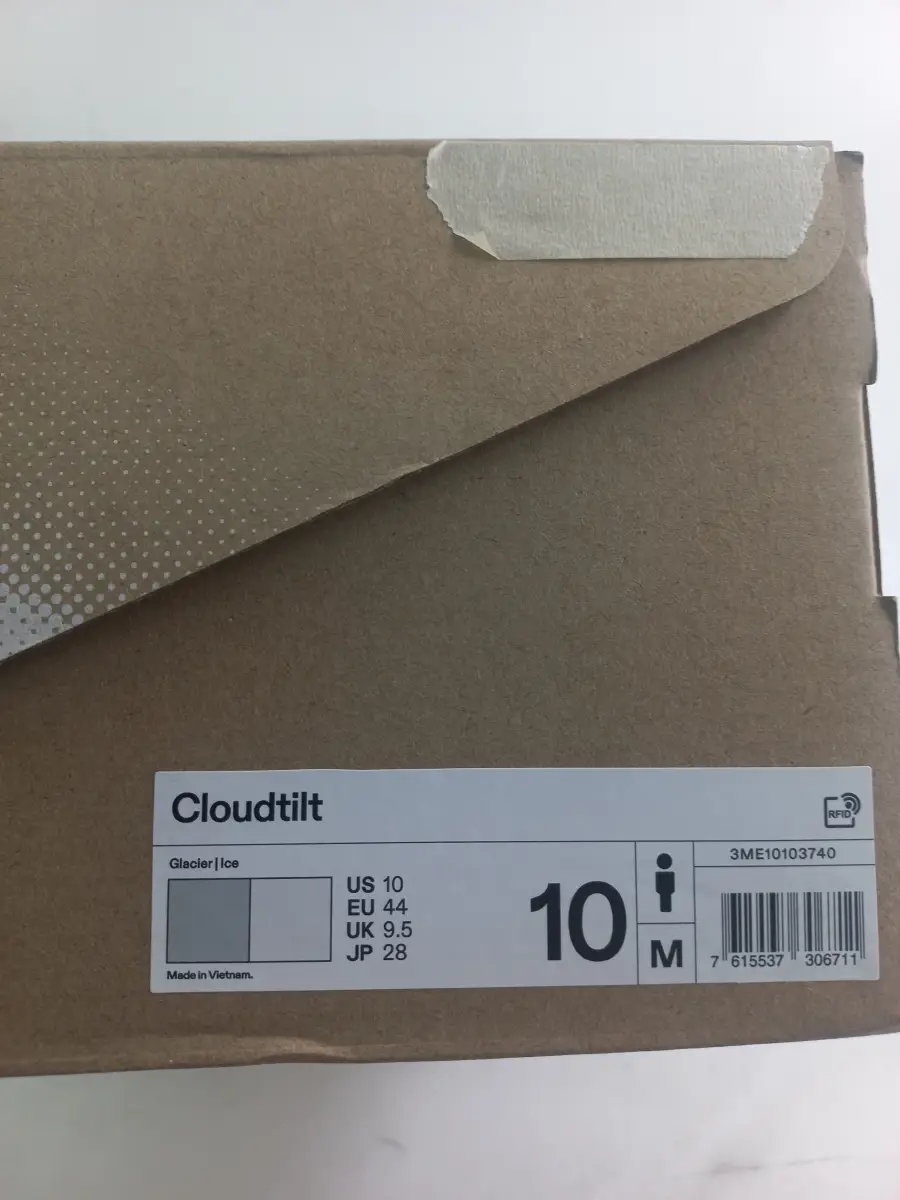 Cloudtilt
RFID
Glacier | Ice
US 10
EU 44
UK 9.5
JP 28
Made in Vietnam.
10
M
3ME10103740
7 615537 306711